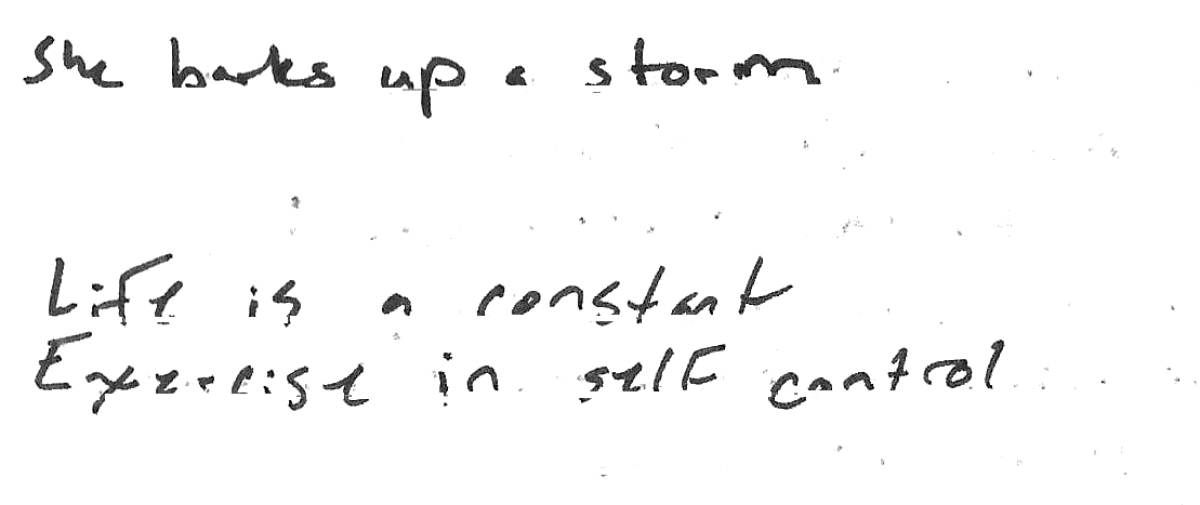 She barks up a storm
Life is a constant
Exercise in self control